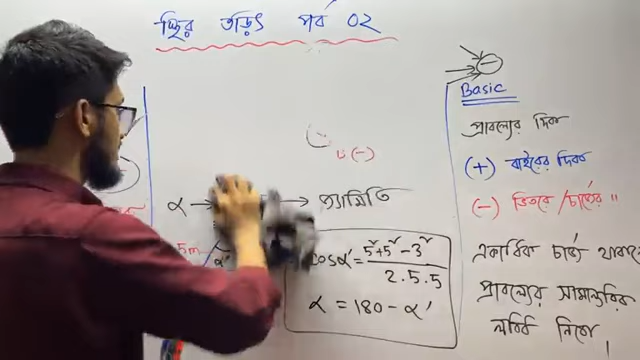 স্থির তড়িৎ পর্ব 02
Basic
প্রাবল্যের দিক
(+) বাইরের দিক
(-) ভিতরে / চার্জের "
একাধিক চার্জ
প্রাবল্যের সামান্তরিক
লব্ধি নিবো ।
B (-)
α → → জ্যামিতি
5m
α'
cosα' = 5²+5²-3² / 2.5.5
α = 180 - α'